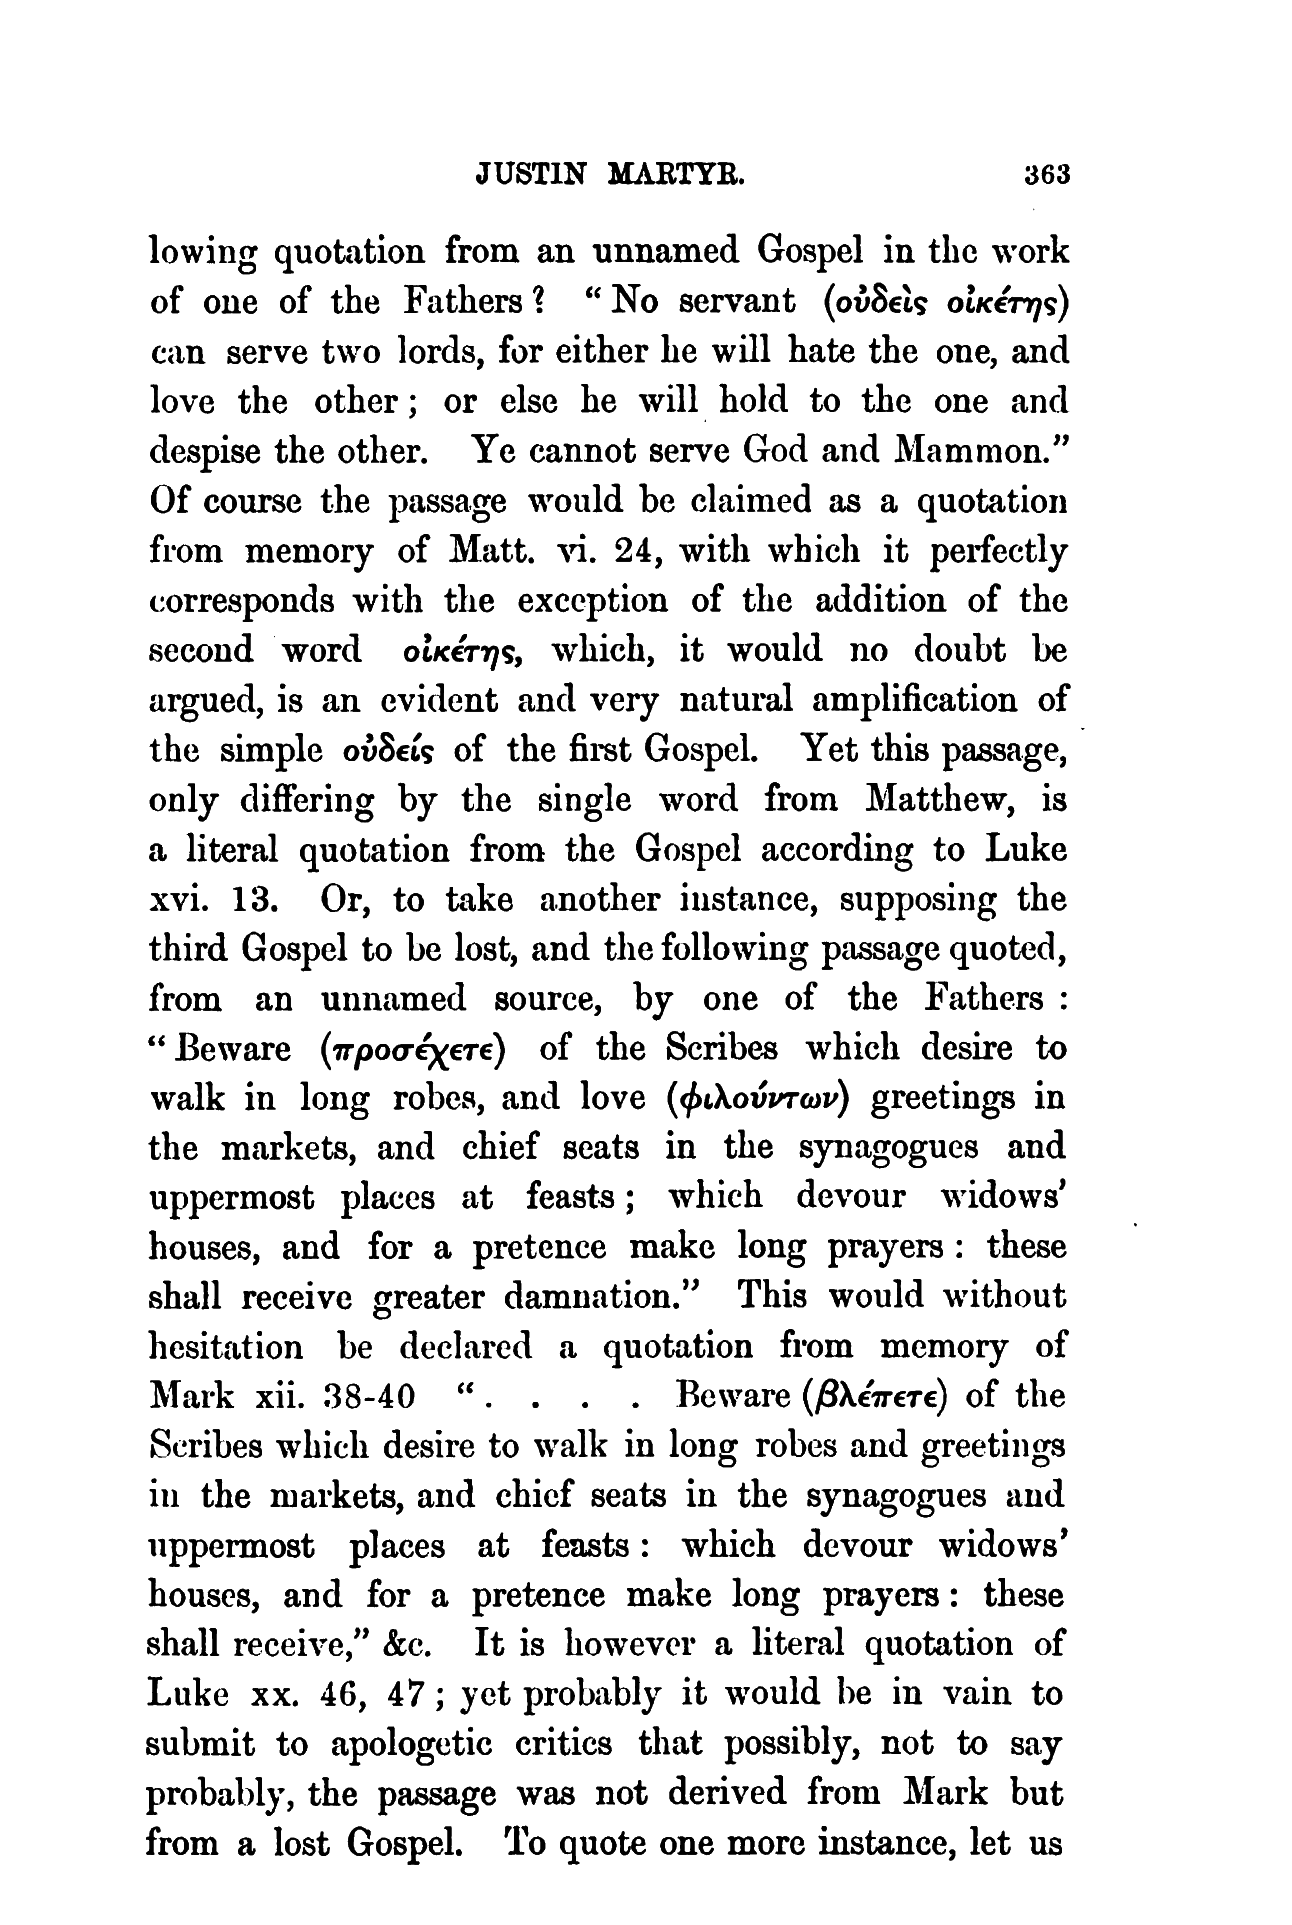 JUSTIN MARTYR. 363
lowing quotation from an unnamed Gospel in the work
of one of the Fathers? “No servant (οὐδεὶς οἰκέτης)
can serve two lords, for either he will hate the one, and
love the other; or else he will hold to the one and
despise the other. Ye cannot serve God and Mammon.”
Of course the passage would be claimed as a quotation
from memory of Matt. vi. 24, with which it perfectly
corresponds with the exception of the addition of the
second word οἰκέτης, which, it would no doubt be
argued, is an evident and very natural amplification of
the simple οὐδείς of the first Gospel. Yet this passage,
only differing by the single word from Matthew, is
a literal quotation from the Gospel according to Luke
xvi. 13. Or, to take another instance, supposing the
third Gospel to be lost, and the following passage quoted,
from an unnamed source, by one of the Fathers :
“Beware (προσέχετε) of the Scribes which desire to
walk in long robes, and love (φιλούντων) greetings in
the markets, and chief seats in the synagogues and
uppermost places at feasts; which devour widows’
houses, and for a pretence make long prayers : these
shall receive greater damnation.” This would without
hesitation be declared a quotation from memory of
Mark xii. 38-40 “. . . . Beware (βλέπετε) of the
Scribes which desire to walk in long robes and greetings
in the markets, and chief seats in the synagogues and
uppermost places at feasts : which devour widows’
houses, and for a pretence make long prayers : these
shall receive,” &c. It is however a literal quotation of
Luke xx. 46, 47; yet probably it would be in vain to
submit to apologetic critics that possibly, not to say
probably, the passage was not derived from Mark but
from a lost Gospel. To quote one more instance, let us